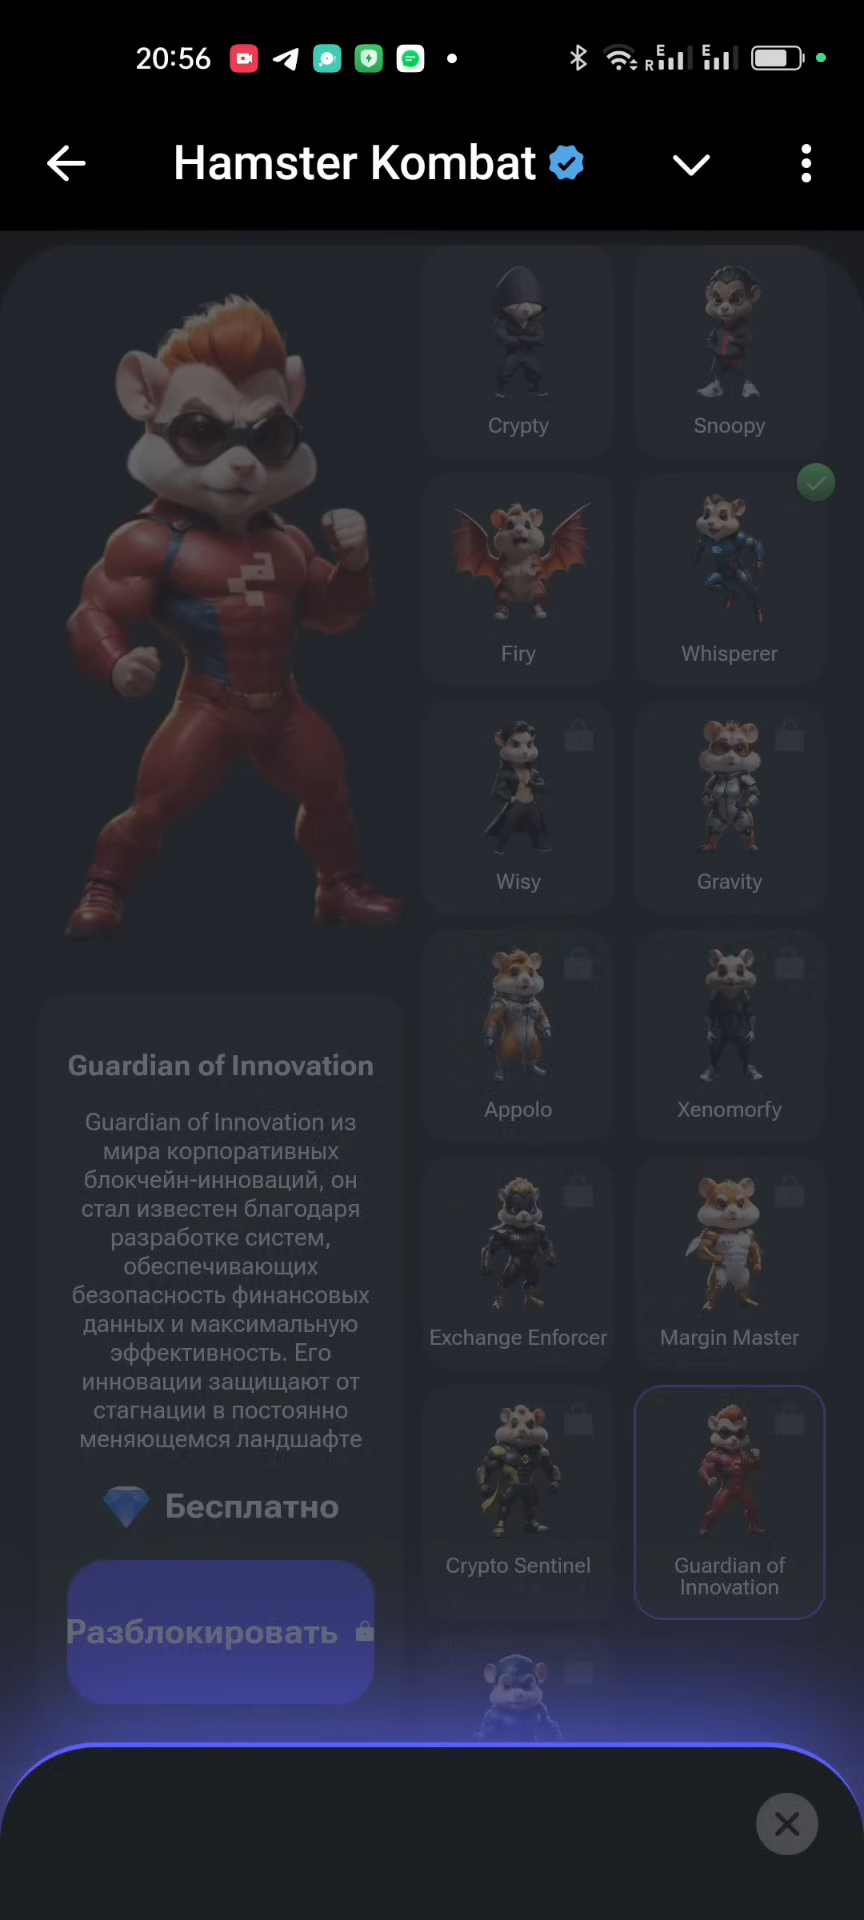 20:56
Hamster Kombat
Crypty
Snoopy
Firy
Whisperer
Wisy
Gravity
Appolo
Xenomorfy
Exchange Enforcer
Margin Master
Crypto Sentinel
Guardian of
Innovation
Guardian of Innovation
Guardian of Innovation из
мира корпоративных
блокчейн-инноваций, он
стал известен благодаря
разработке систем,
обеспечивающих
безопасность финансовых
данных и максимальную
эффективность. Его
инновации защищают от
стагнации в постоянно
меняющемся ландшафте
Бесплатно
Разблокировать